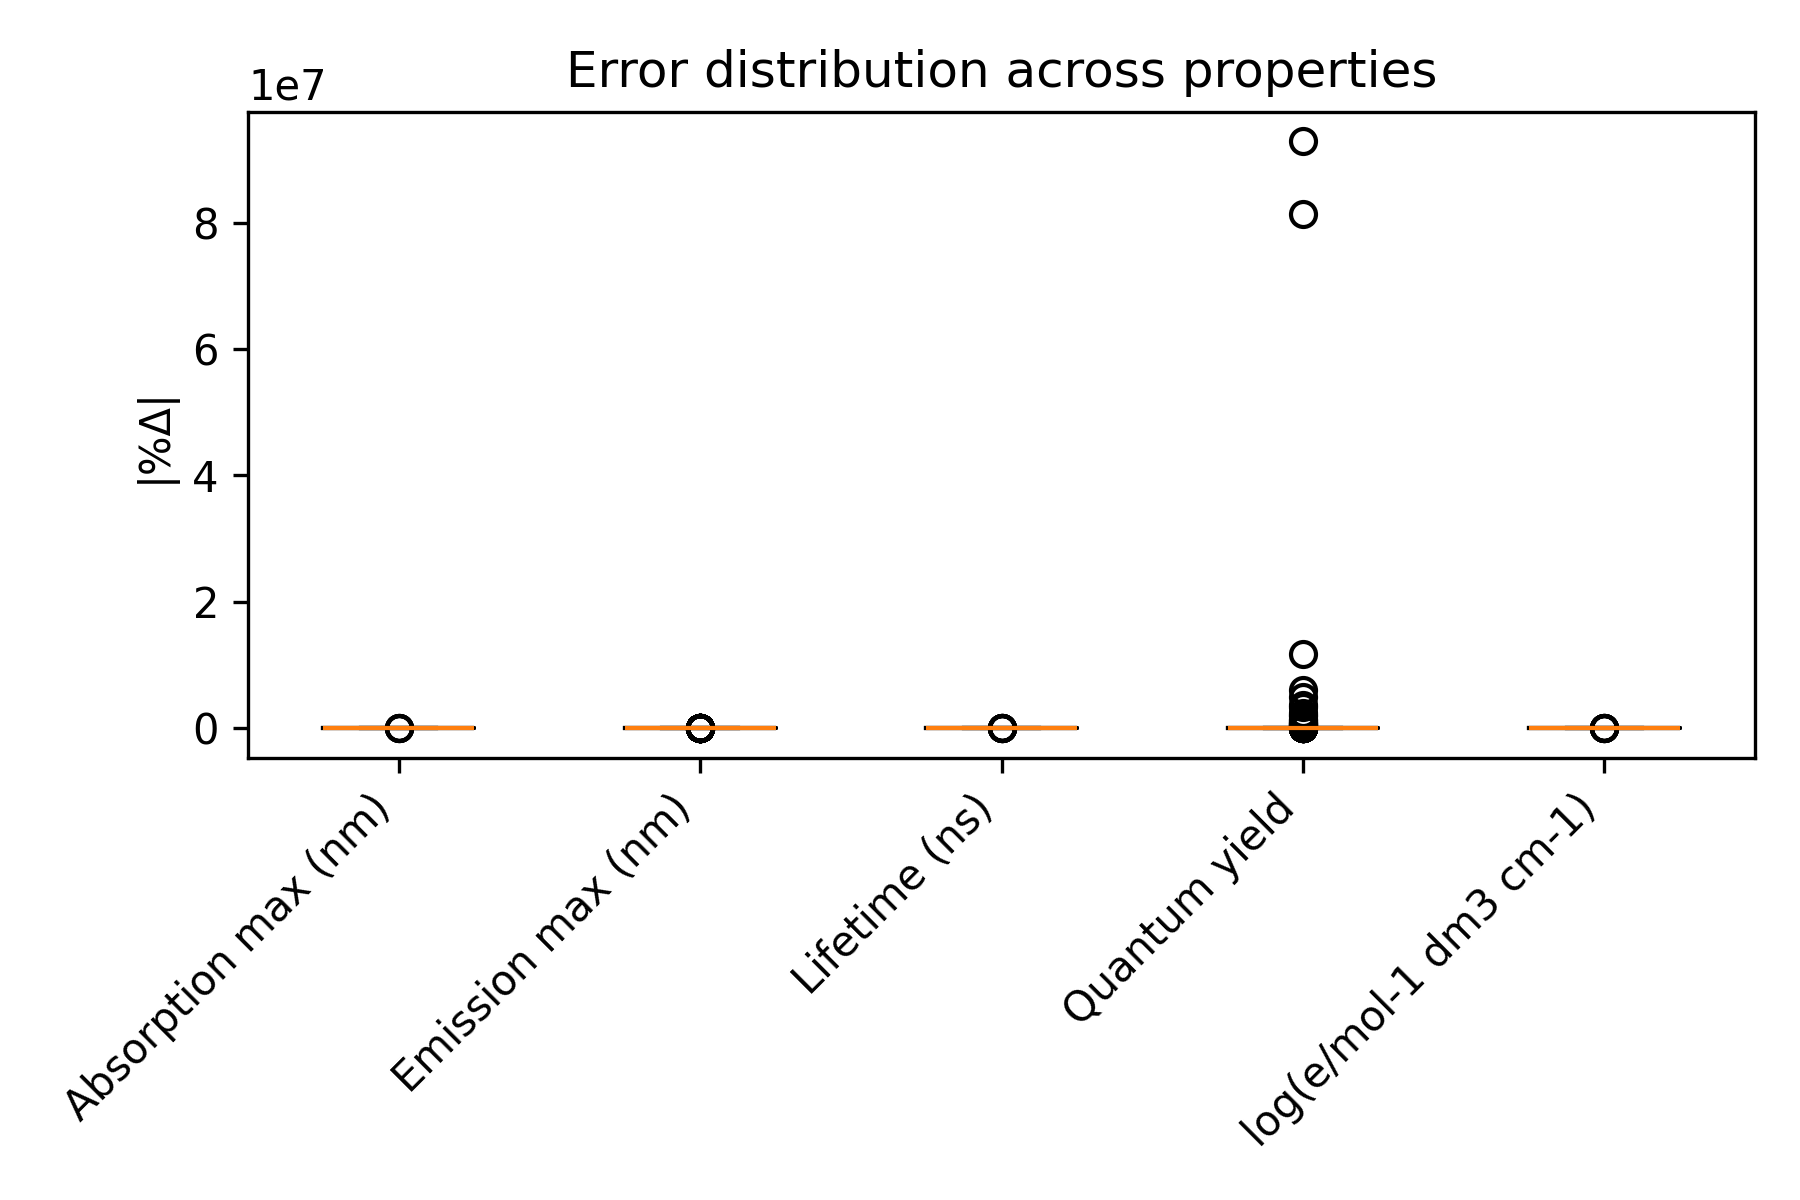 Error distribution across properties
1e7
|%Δ|
8
6
4
2
0
Absorption max (nm)
Emission max (nm)
Lifetime (ns)
Quantum yield
log(e/mol-1 dm3 cm-1)